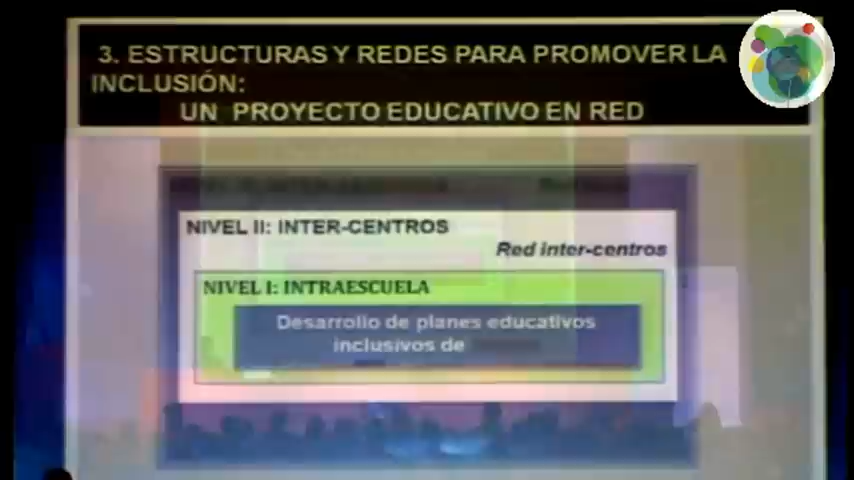 3. ESTRUCTURAS Y REDES PARA PROMOVER LA
INCLUSIÓN:
UN PROYECTO EDUCATIVO EN RED
NIVEL II: INTER-CENTROS
Red inter-centros
NIVEL I: INTRAESCUELA
Desarrollo de planes educativos
inclusivos de